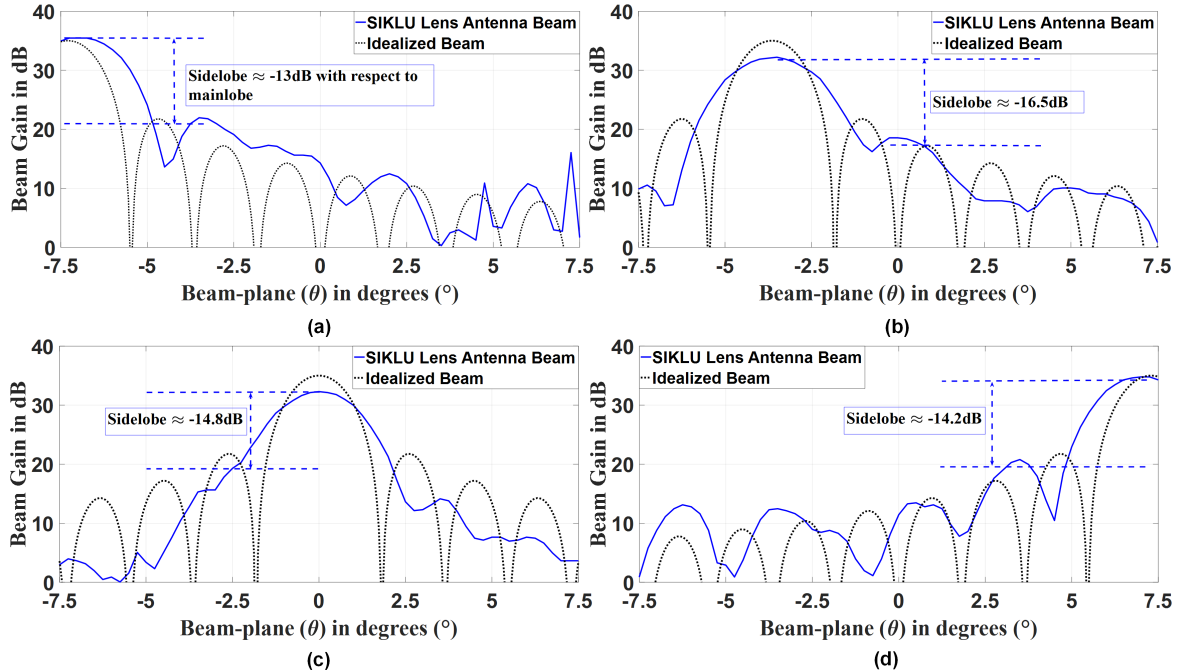 40
30
20
10
0
Beam Gain in dB
SIKLU Lens Antenna Beam
Idealized Beam
Sidelobe ≈ -13dB with respect to
mainlobe
-7.5 -5 -2.5 0 2.5 5 7.5
Beam-plane (θ) in degrees (°)
(a)
40
30
20
10
0
Beam Gain in dB
SIKLU Lens Antenna Beam
Idealized Beam
Sidelobe ≈ -16.5dB
-7.5 -5 -2.5 0 2.5 5 7.5
Beam-plane (θ) in degrees (°)
(b)
40
30
20
10
0
Beam Gain in dB
SIKLU Lens Antenna Beam
Idealized Beam
Sidelobe ≈ -14.8dB
-7.5 -5 -2.5 0 2.5 5 7.5
Beam-plane (θ) in degrees (°)
(c)
40
30
20
10
0
Beam Gain in dB
SIKLU Lens Antenna Beam
Idealized Beam
Sidelobe ≈ -14.2dB
-7.5 -5 -2.5 0 2.5 5 7.5
Beam-plane (θ) in degrees (°)
(d)